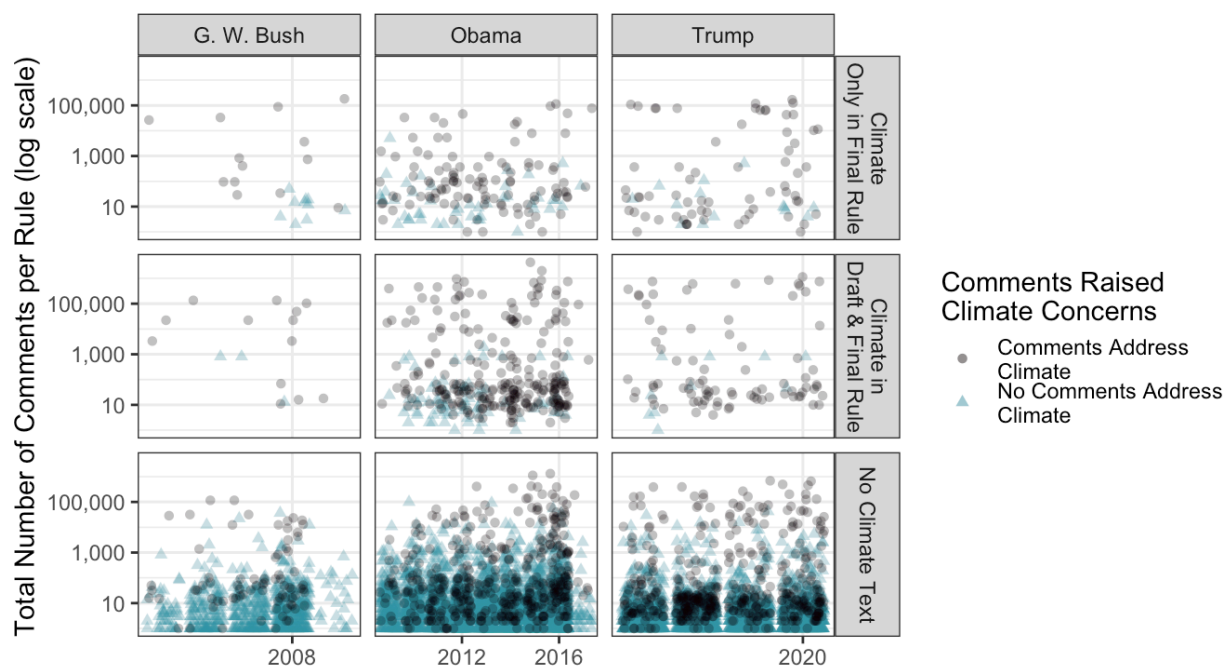 G. W. Bush
Obama
Trump
Total Number of Comments per Rule (log scale)
100,000
1,000
10
Climate
Only in Final Rule
100,000
1,000
10
Climate in
Draft & Final Rule
100,000
1,000
10
No Climate Text
2008
2012
2016
2020
Comments Raised
Climate Concerns
Comments Address
Climate
No Comments Address
Climate